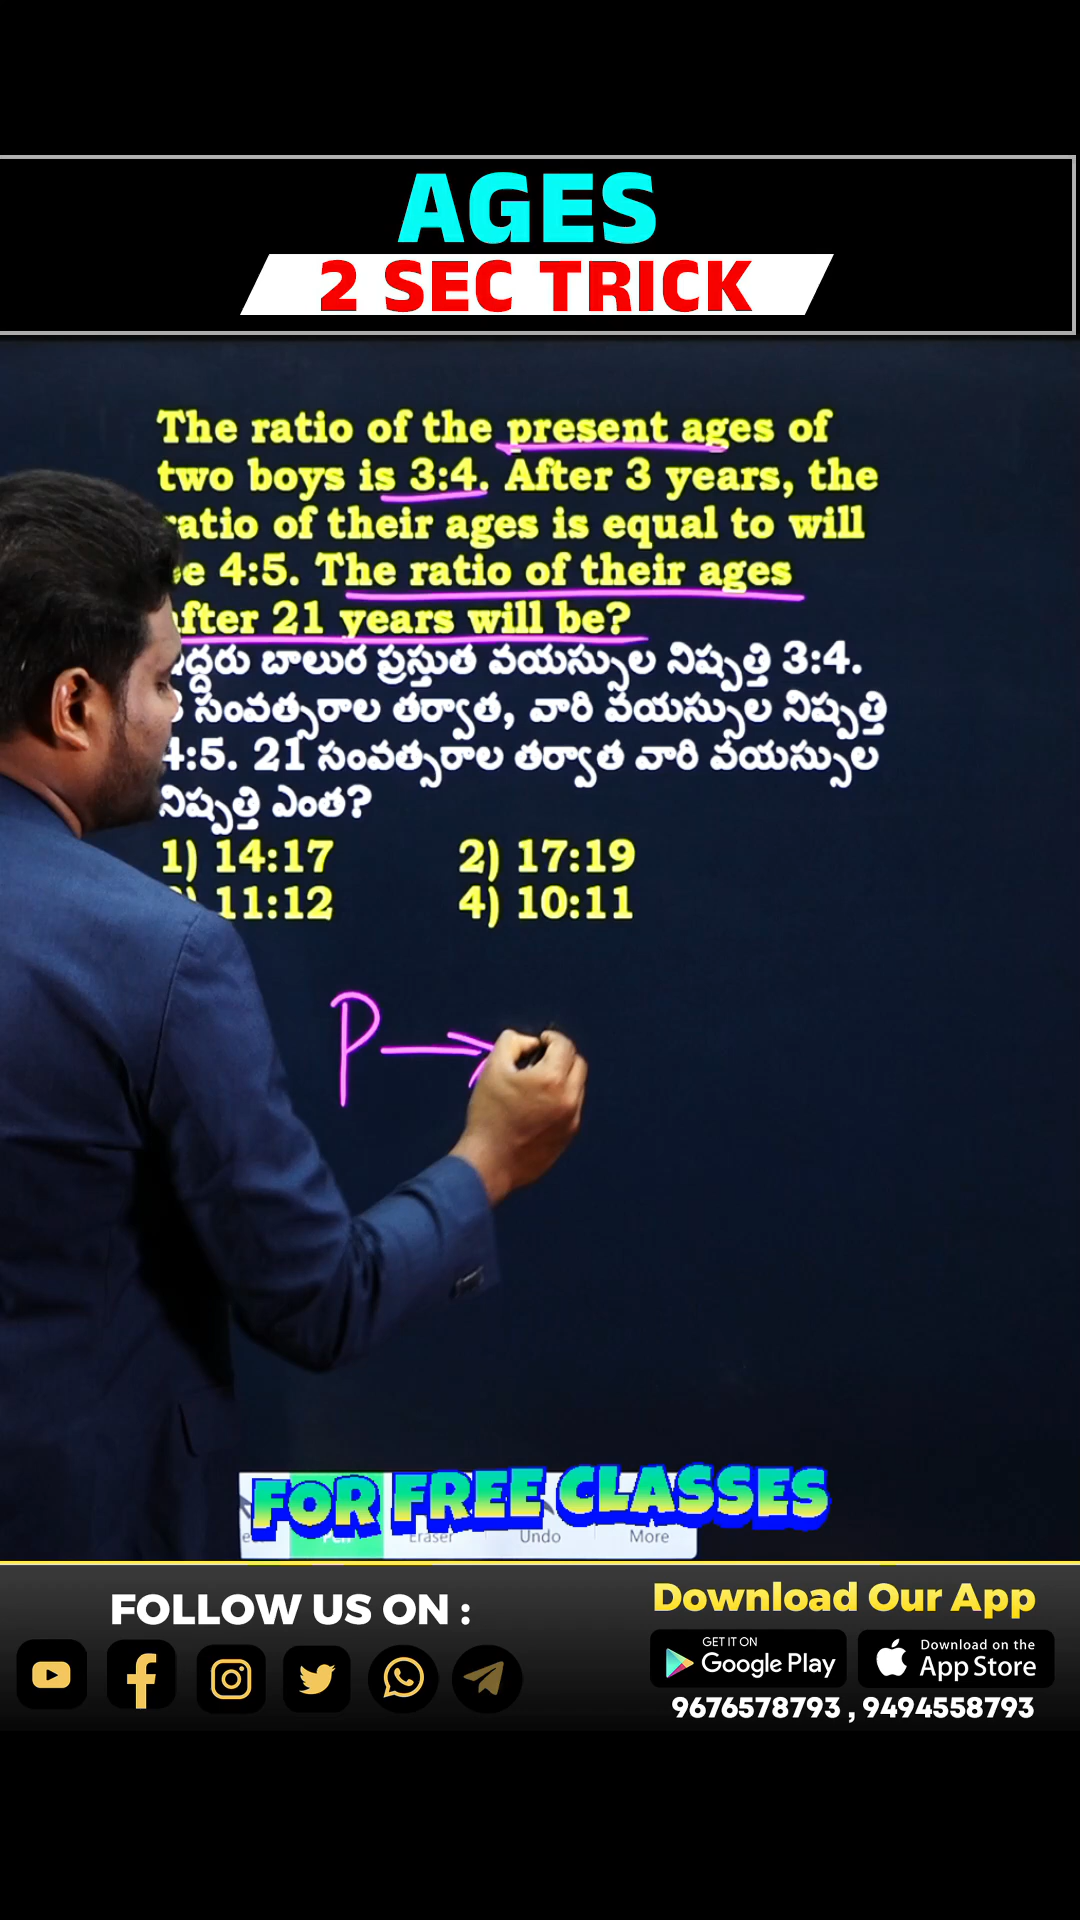 AGES
2 SEC TRICK
The ratio of the present ages of
two boys is 3:4. After 3 years, the
ratio of their ages is equal to will
4:5. The ratio of their ages
after 21 years will be?
బాలుర ప్రస్తుత వయస్సుల నిష్పత్తి 3:4.
సంవత్సరాల తర్వాత, వారి వయస్సుల నిష్పత్తి
4:5. 21 సంవత్సరాల తర్వాత వారి వయస్సుల
నిష్పత్తి ఎంత?
1) 14:17 2) 17:19
11:12 4) 10:11
P
FOR FREE CLASSES
Eraser Undo More
FOLLOW US ON :
Download Our App
GET IT ON
Google Play
Download on the
App Store
9676578793 , 9494558793